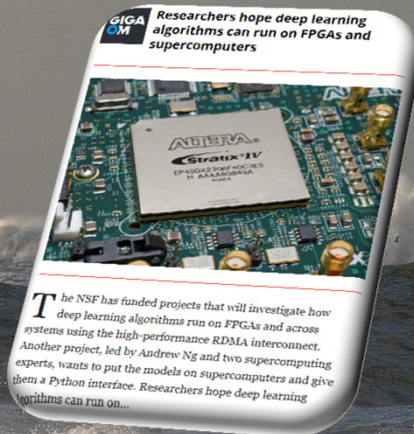 GIGA
OM
Researchers hope deep learning
algorithms can run on FPGAs and
supercomputers
ALTERA
Stratix IV
KOREA
The NSF has funded projects that will investigate how
deep learning algorithms run on FPGAs and across
systems using the high-performance RDMA interconnect.
Another project, led by Andrew Ng and two supercomputing
experts, wants to put the models on supercomputers and give
them a Python interface. Researchers hope deep learning
algorithms can run on...